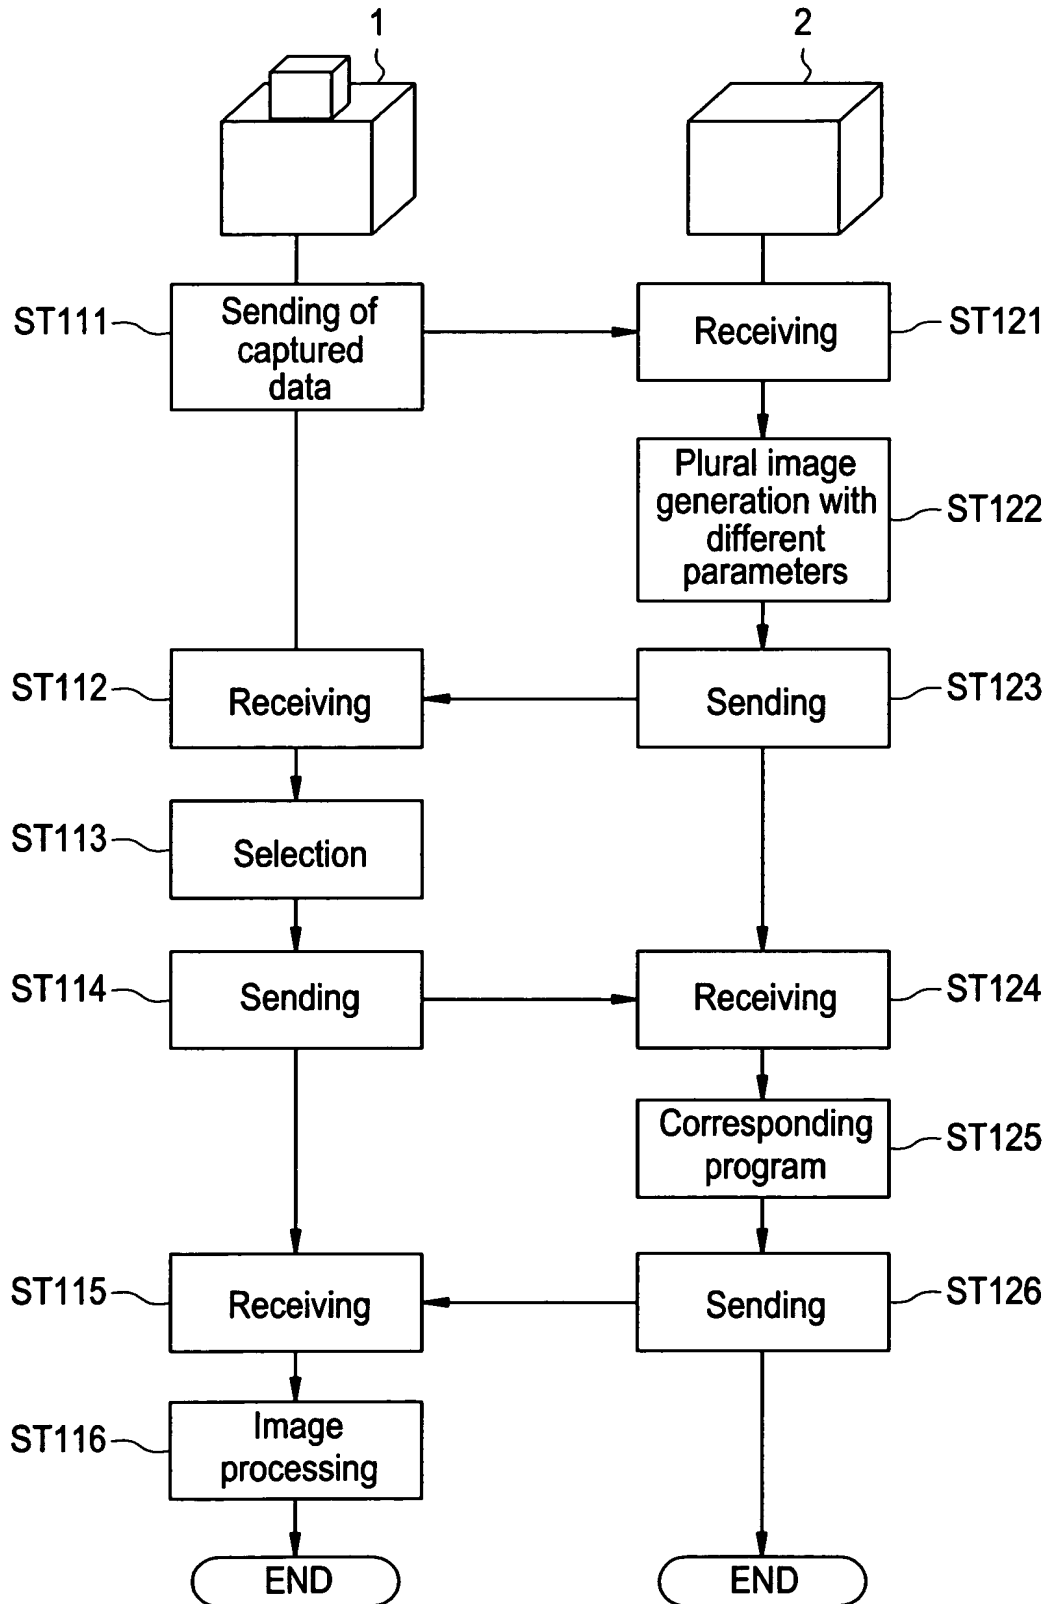 1
2
ST111
Sending of
captured
data
Receiving
ST121
Plural image
generation with
different
parameters
ST122
ST112
Receiving
Sending
ST123
ST113
Selection
ST114
Sending
Receiving
ST124
Corresponding
program
ST125
ST115
Receiving
Sending
ST126
ST116
Image
processing
END
END